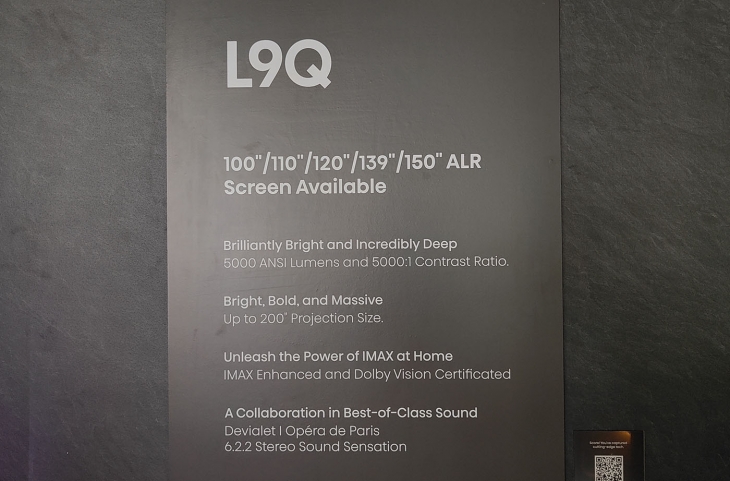 L9Q
100"/110"/120"/139"/150" ALR
Screen Available
Brilliantly Bright and Incredibly Deep
5000 ANSI Lumens and 5000:1 Contrast Ratio.
Bright, Bold, and Massive
Up to 200" Projection Size.
Unleash the Power of IMAX at Home
IMAX Enhanced and Dolby Vision Certificated
A Collaboration in Best-of-Class Sound
Devialet | Opéra de Paris
6.2.2 Stereo Sound Sensation
cutting-edge tech.